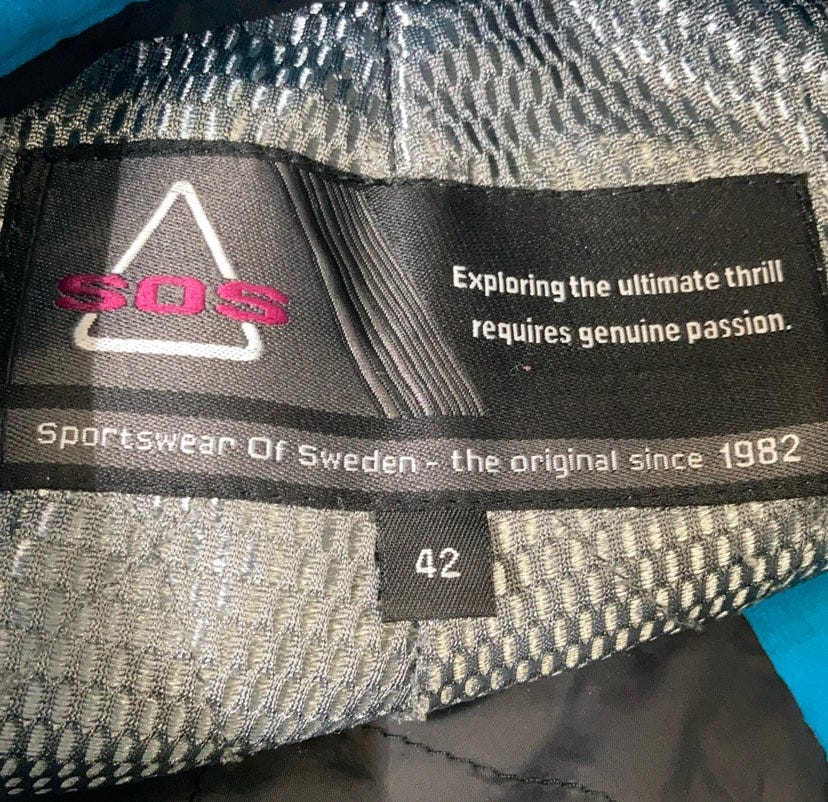 SOS
Exploring the ultimate thrill
requires genuine passion.
Sportswear Of Sweden - the original since 1982
42